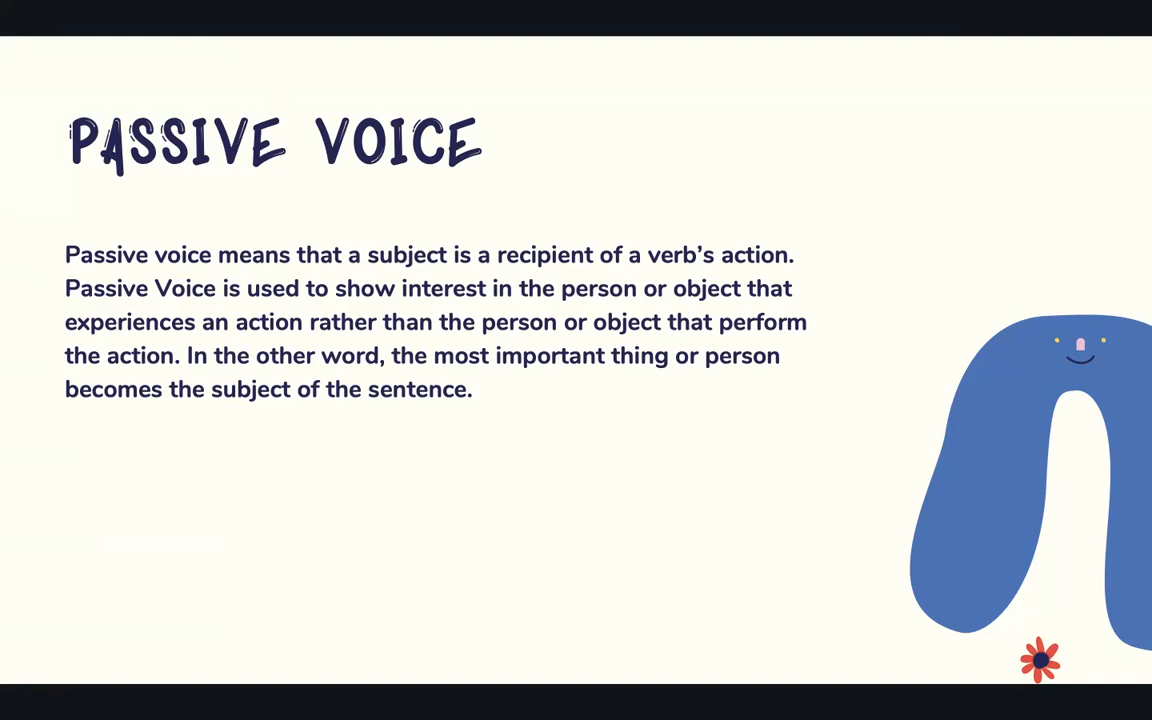 PASSIVE VOICE
Passive voice means that a subject is a recipient of a verb’s action.
Passive Voice is used to show interest in the person or object that
experiences an action rather than the person or object that perform
the action. In the other word, the most important thing or person
becomes the subject of the sentence.